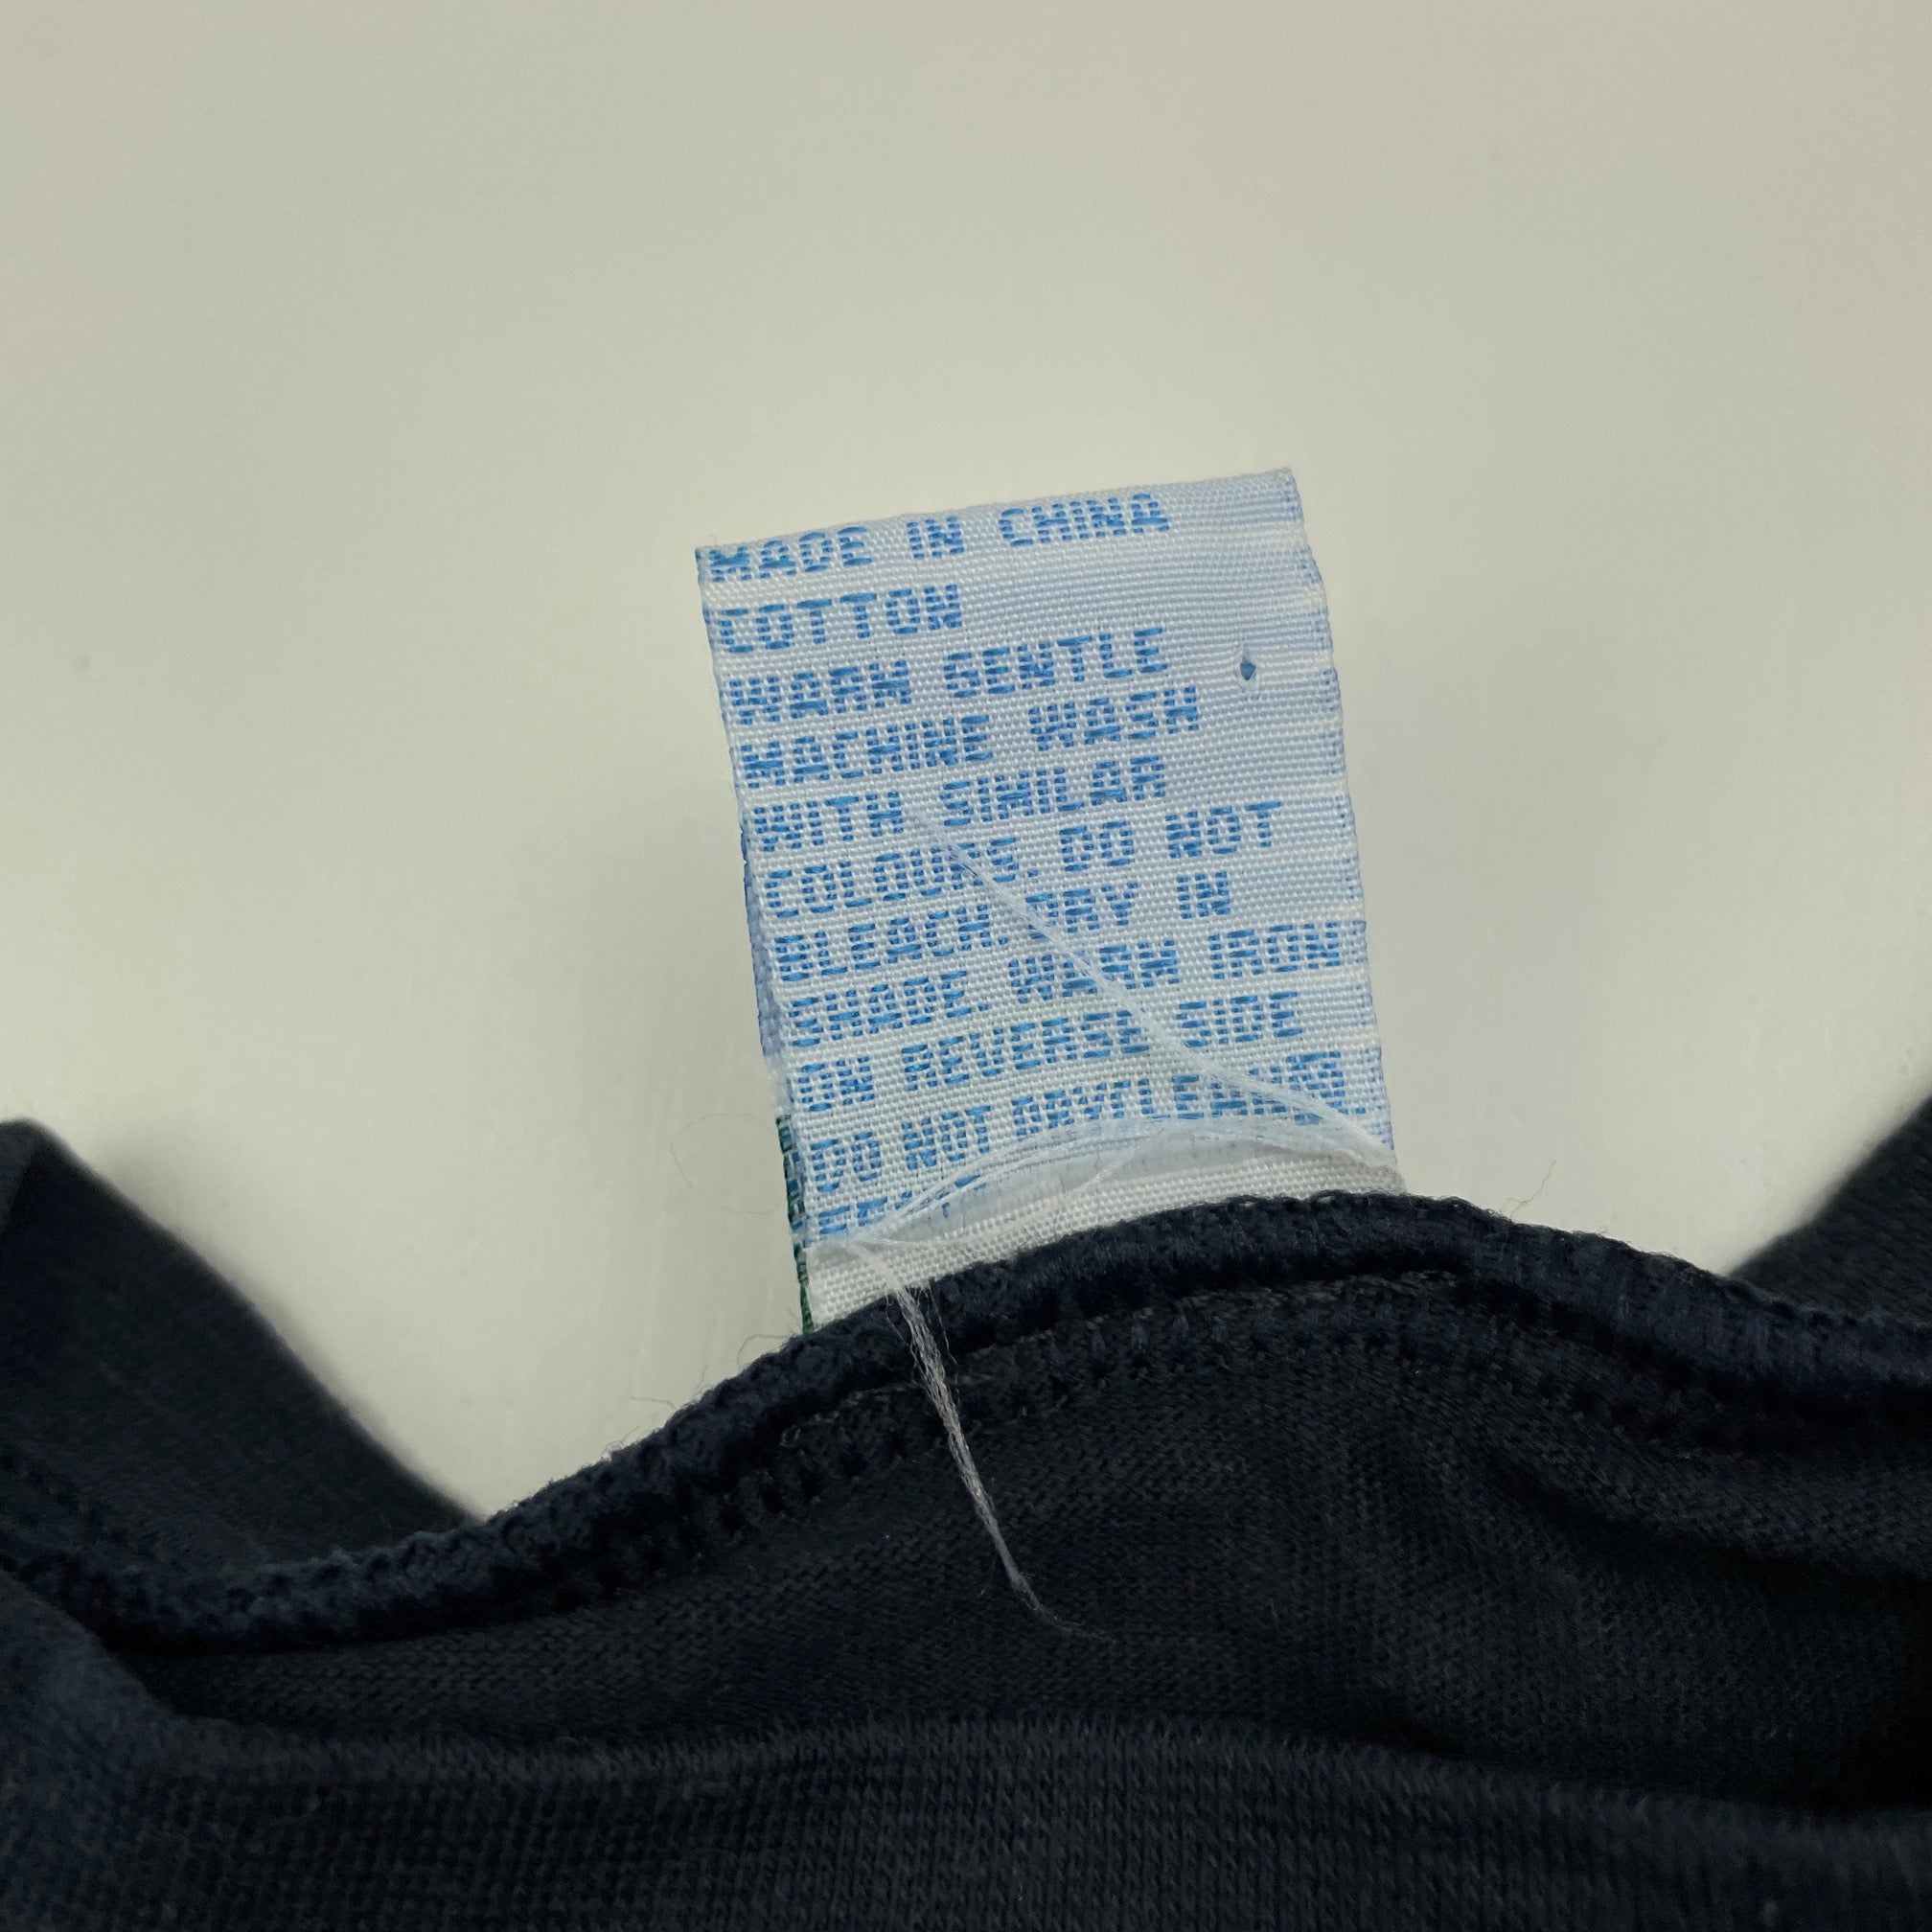 MADE IN CHINA
COTTON
WARM GENTLE
MACHINE WASH
WITH SIMILAR
COLOURS. DO NOT
BLEACH. DRY IN
SHADE. WARM IRON
ON REVERSE SIDE
DO NOT DRYCLEAN